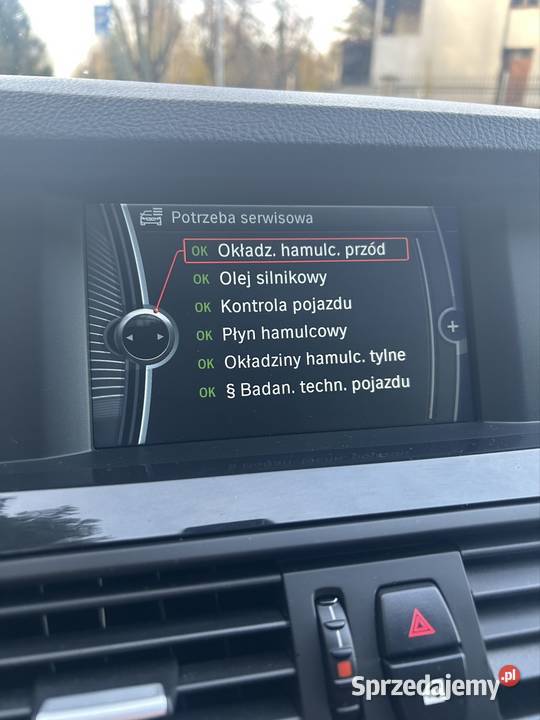 Potrzeba serwisowa
OK Okładz. hamulc. przód
OK Olej silnikowy
OK Kontrola pojazdu
OK Płyn hamulcowy
OK Okładziny hamulc. tylne
OK § Badan. techn. pojazdu
Sprzedajemy.pl